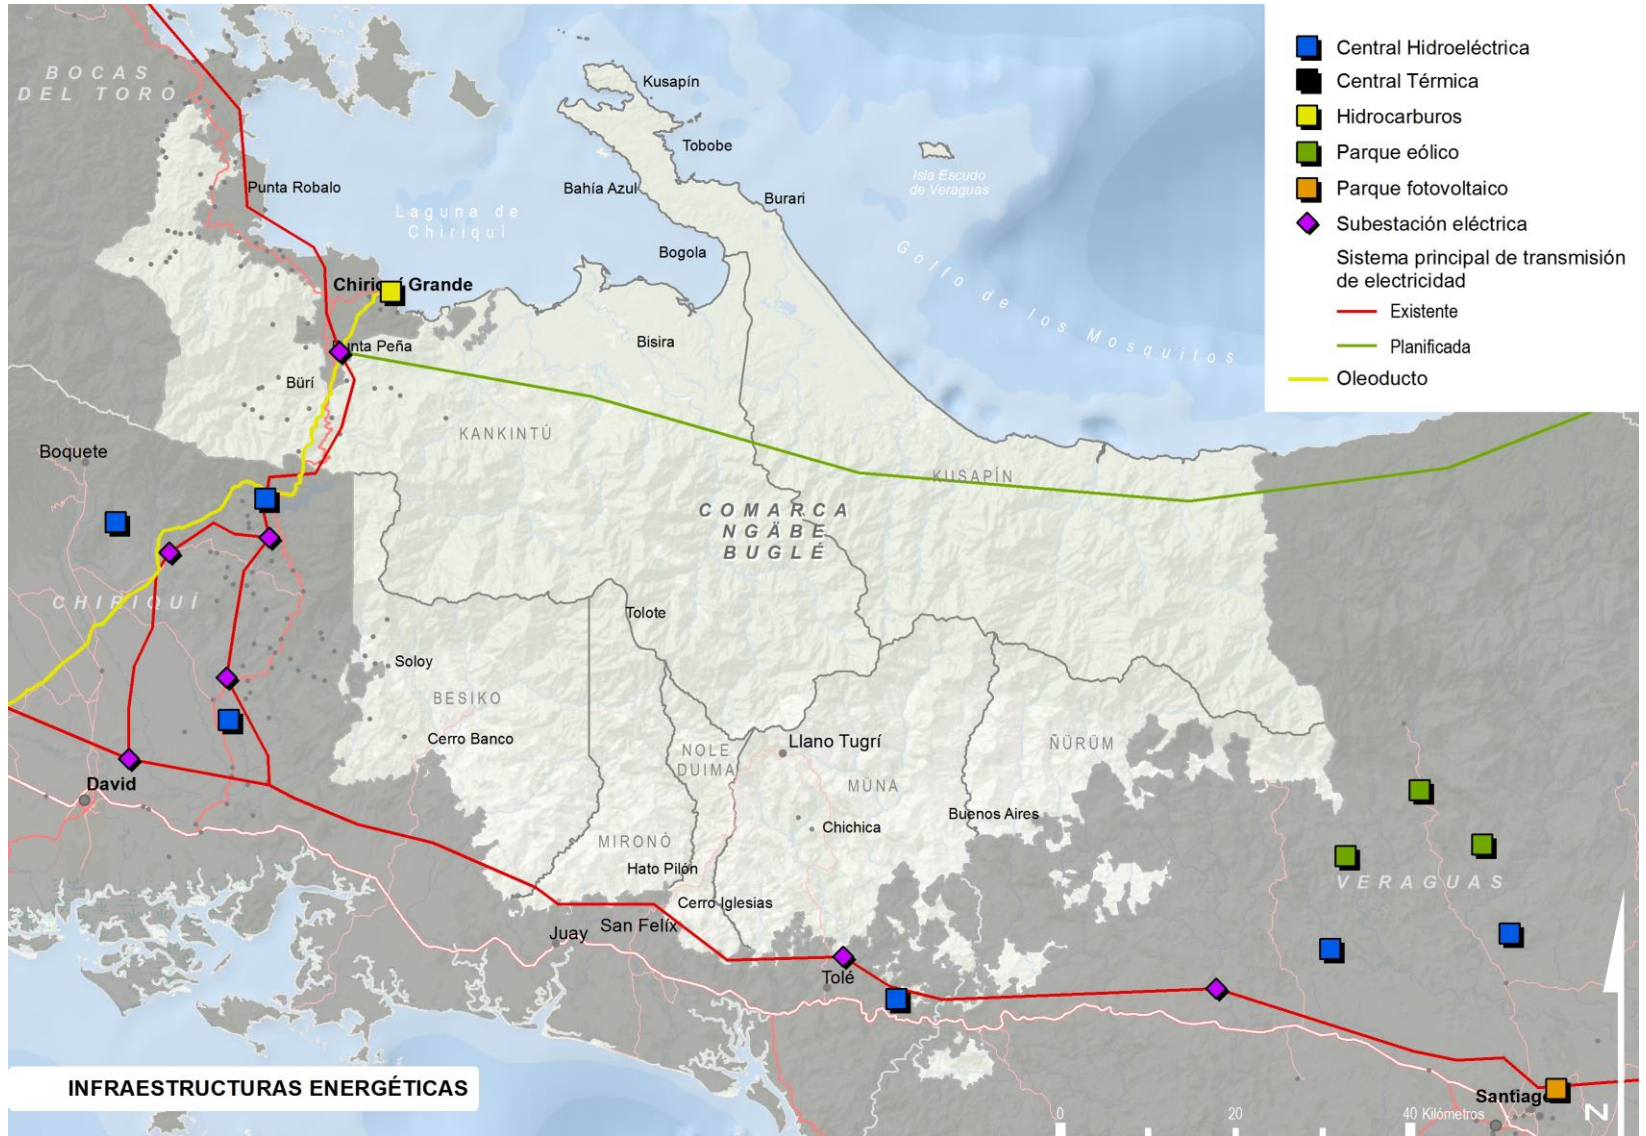 BOCAS
DEL TORO
Kusapín
Tobobe
Isla Escudo
de Veraguas
Punta Robalo
Bahía Azul
Burari
Laguna de
Chiriquí
Bogola
Golfo de los Mosquitos
Chiriquí Grande
Punta Peña
Bisira
Bürí
KANKINTÚ
Boquete
KUSAPÍN
COMARCA
NGÄBE
BUGLÉ
CHIRIQUÍ
Tolote
Soloy
BESIKO
Cerro Banco
NOLE
DUIMA
Llano Tugrí
ÑÜRÜM
MÜNA
David
Buenos Aires
Chichica
MIRONÓ
Hato Pilón
VERAGUAS
Cerro Iglesias
San Felíx
Juay
Tolé
Santiago
INFRAESTRUCTURAS ENERGÉTICAS
0 20 40 Kilómetros
N
Central Hidroeléctrica
Central Térmica
Hidrocarburos
Parque eólico
Parque fotovoltaico
Subestación eléctrica
Sistema principal de transmisión
de electricidad
Existente
Planificada
Oleoducto